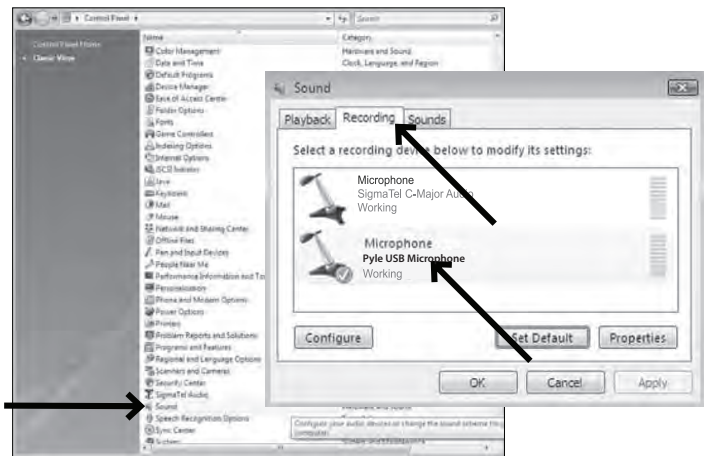 Control Panel
Search
Control Panel Home
Classic View
Name
Category
Color Management
Hardware and Sound
Date and Time
Clock, Language, and Region
Default Programs
Device Manager
Ease of Access Center
Folder Options
Fonts
Game Controllers
Indexing Options
Internet Options
iSCSI Initiator
Java
Keyboard
Mail
Mouse
Network and Sharing Center
Offline Files
Pen and Input Devices
People Near Me
Performance Information and To
Personalization
Phone and Modem Options
Power Options
Printers
Problem Reports and Solutions
Programs and Features
Regional and Language Options
Scanners and Cameras
Security Center
SigmaTel Audio
Sound
Hardware and Sound
Speech Recognition Options
Sync Center
System
Configure your audio devices or change the sound scheme for
computer.
Sound
Playback Recording Sounds
Select a recording device below to modify its settings:
Microphone
SigmaTel C-Major Audio
Working
Microphone
Pyle USB Microphone
Working
Configure Set Default Properties
OK Cancel Apply